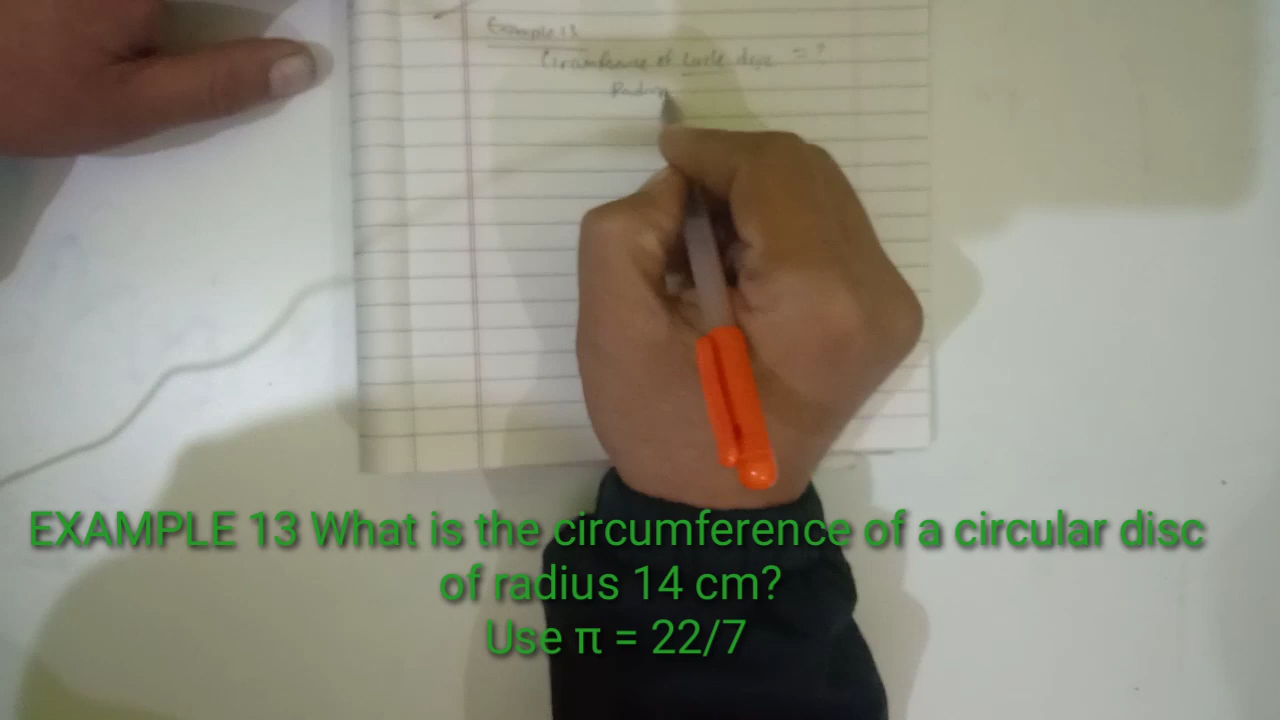 Example 13
Circumference of circle disc = ?
Radius
EXAMPLE 13 What is the circumference of a circular disc
of radius 14 cm?
Use π = 22/7